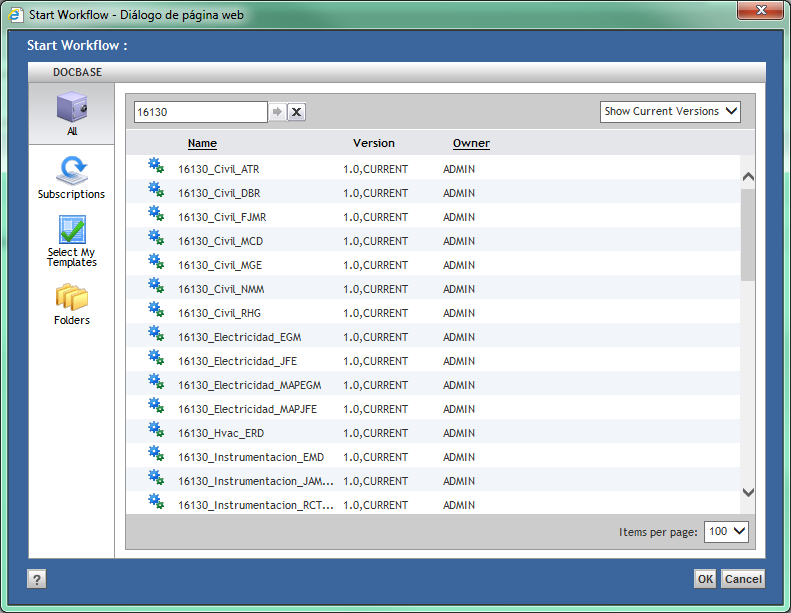 Start Workflow - Diálogo de página web
Start Workflow :
DOCBASE
All
Subscriptions
Select My
Templates
Folders
16130
Show Current Versions
Name Version Owner
16130_Civil_ATR 1.0,CURRENT ADMIN
16130_Civil_DBR 1.0,CURRENT ADMIN
16130_Civil_FJMR 1.0,CURRENT ADMIN
16130_Civil_MCD 1.0,CURRENT ADMIN
16130_Civil_MGE 1.0,CURRENT ADMIN
16130_Civil_NMM 1.0,CURRENT ADMIN
16130_Civil_RHG 1.0,CURRENT ADMIN
16130_Electricidad_EGM 1.0,CURRENT ADMIN
16130_Electricidad_JFE 1.0,CURRENT ADMIN
16130_Electricidad_MAPEGM 1.0,CURRENT ADMIN
16130_Electricidad_MAPJFE 1.0,CURRENT ADMIN
16130_Hvac_ERD 1.0,CURRENT ADMIN
16130_Instrumentacion_EMD 1.0,CURRENT ADMIN
16130_Instrumentacion_JAM... 1.0,CURRENT ADMIN
16130_Instrumentacion_RCT... 1.0,CURRENT ADMIN
Items per page: 100
? OK Cancel